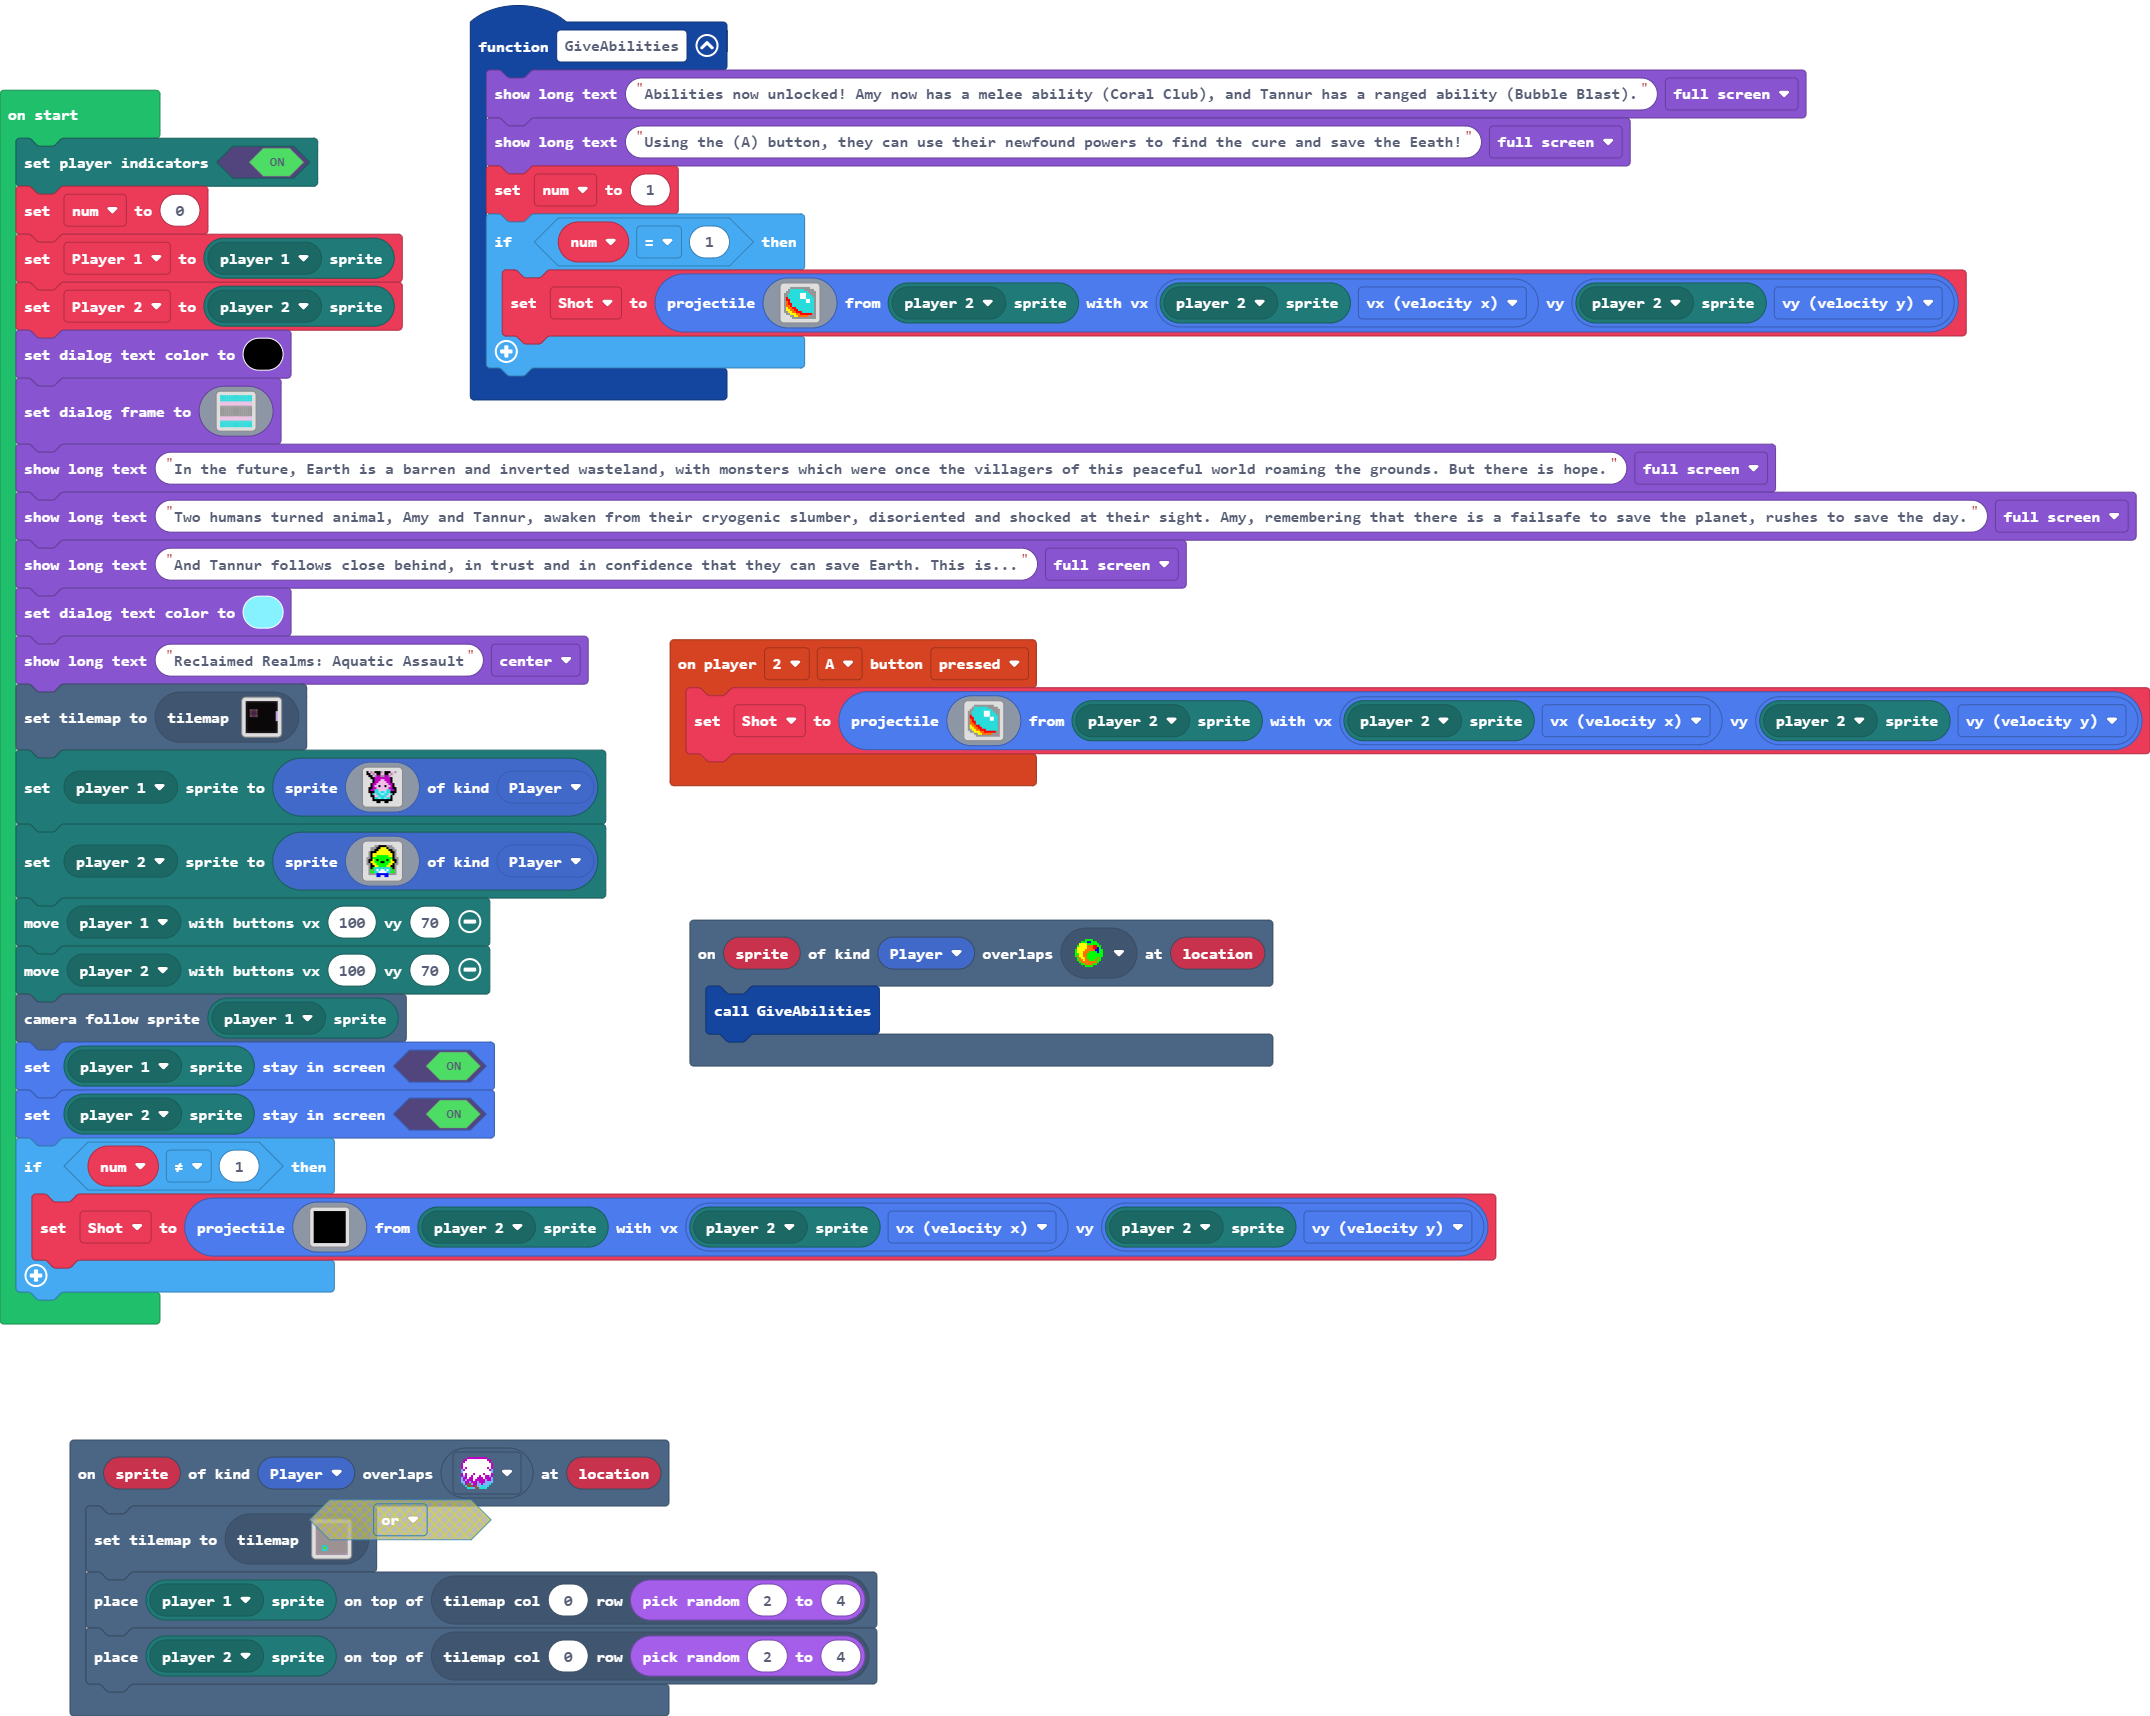 function GiveAbilities
show long text "Abilities now unlocked! Amy now has a melee ability (Coral Club), and Tannur has a ranged ability (Bubble Blast)." full screen
show long text "Using the (A) button, they can use their newfound powers to find the cure and save the Eeath!" full screen
set num to 1
if num = 1 then
set Shot to projectile from player 2 sprite with vx player 2 sprite vx (velocity x) vy player 2 sprite vy (velocity y)
on start
set player indicators ON
set num to 0
set Player 1 to player 1 sprite
set Player 2 to player 2 sprite
set dialog text color to
set dialog frame to
show long text "In the future, Earth is a barren and inverted wasteland, with monsters which were once the villagers of this peaceful world roaming the grounds. But there is hope." full screen
show long text "Two humans turned animal, Amy and Tannur, awaken from their cryogenic slumber, disoriented and shocked at their sight. Amy, remembering that there is a failsafe to save the planet, rushes to save the day." full screen
show long text "And Tannur follows close behind, in trust and in confidence that they can save Earth. This is..." full screen
set dialog text color to
show long text "Reclaimed Realms: Aquatic Assault" center
set tilemap to tilemap
set player 1 sprite to sprite of kind Player
set player 2 sprite to sprite of kind Player
move player 1 with buttons vx 100 vy 70
move player 2 with buttons vx 100 vy 70
camera follow sprite player 1 sprite
set player 1 sprite stay in screen ON
set player 2 sprite stay in screen ON
if num ≠ 1 then
set Shot to projectile from player 2 sprite with vx player 2 sprite vx (velocity x) vy player 2 sprite vy (velocity y)
on player 2 A button pressed
set Shot to projectile from player 2 sprite with vx player 2 sprite vx (velocity x) vy player 2 sprite vy (velocity y)
on sprite of kind Player overlaps at location
call GiveAbilities
on sprite of kind Player overlaps at location
or
set tilemap to tilemap
place player 1 sprite on top of tilemap col 0 row pick random 2 to 4
place player 2 sprite on top of tilemap col 0 row pick random 2 to 4